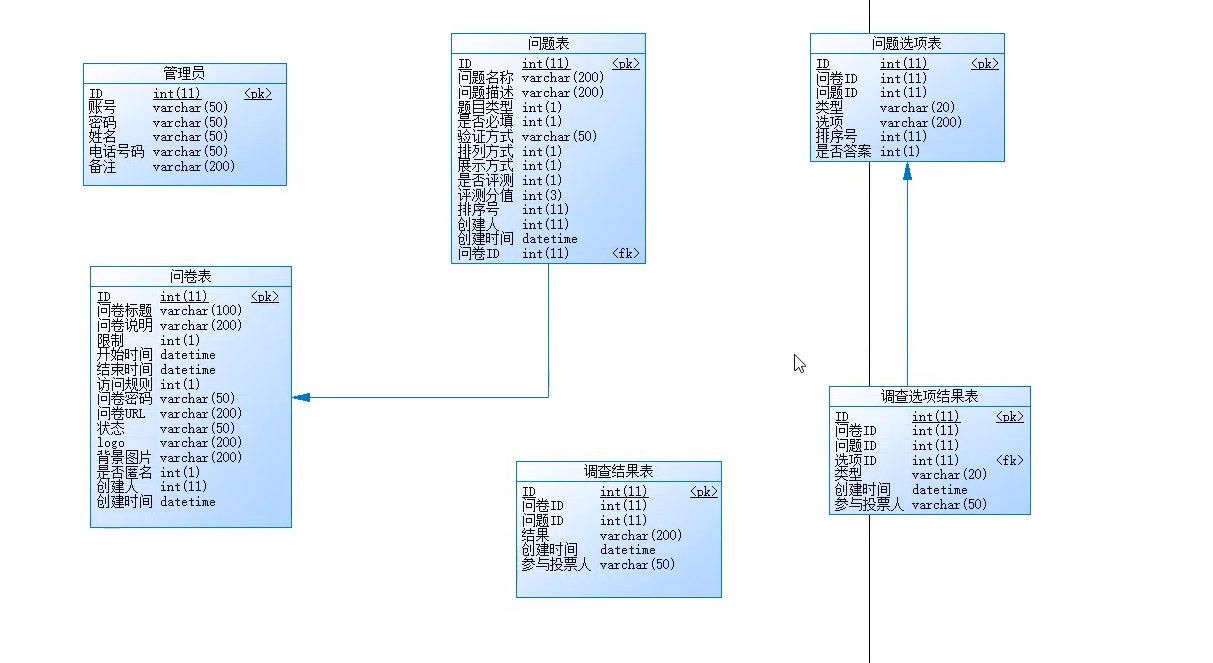 管理员
ID int(11) <pk>
账号 varchar(50)
密码 varchar(50)
姓名 varchar(50)
电话号码 varchar(50)
备注 varchar(200)
问题表
ID int(11) <pk>
问题名称 varchar(200)
问题描述 varchar(200)
题目类型 int(1)
是否必填 int(1)
验证方式 varchar(50)
排列方式 int(1)
展示方式 int(1)
是否评测 int(1)
评测分值 int(3)
排序号 int(11)
创建人 int(11)
创建时间 datetime
问卷ID int(11) <fk>
问题选项表
ID int(11) <pk>
问卷ID int(11)
问题ID int(11)
类型 varchar(20)
选项 varchar(200)
排序号 int(11)
是否答案 int(1)
问卷表
ID int(11) <pk>
问卷标题 varchar(100)
问卷说明 varchar(200)
限制 int(1)
开始时间 datetime
结束时间 datetime
访问规则 int(1)
问卷密码 varchar(50)
问卷URL varchar(200)
状态 varchar(50)
logo varchar(200)
背景图片 varchar(200)
是否匿名 int(1)
创建人 int(11)
创建时间 datetime
调查结果表
ID int(11) <pk>
问卷ID int(11)
问题ID int(11)
结果 varchar(200)
创建时间 datetime
参与投票人 varchar(50)
调查选项结果表
ID int(11) <pk>
问卷ID int(11)
问题ID int(11)
选项ID int(11) <fk>
类型 varchar(20)
创建时间 datetime
参与投票人 varchar(50)